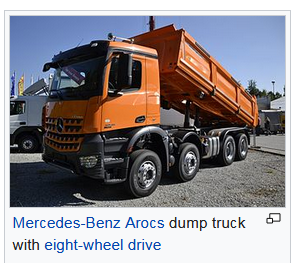 Mercedes-Benz Arocs dump truck
with eight-wheel drive